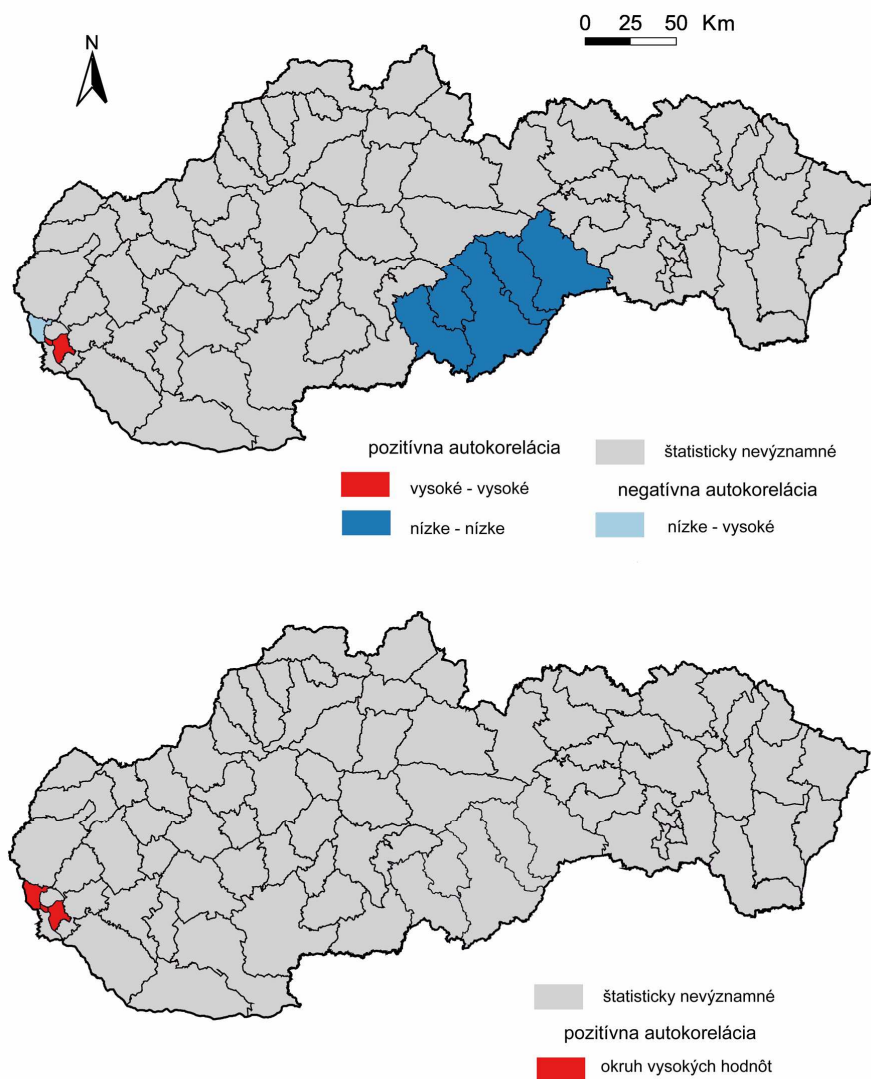 0 25 50 Km
N
pozitívna autokorelácia
vysoké - vysoké
nízke - nízke
štatisticky nevýznamné
negatívna autokorelácia
nízke - vysoké
štatisticky nevýznamné
pozitívna autokorelácia
okruh vysokých hodnôt